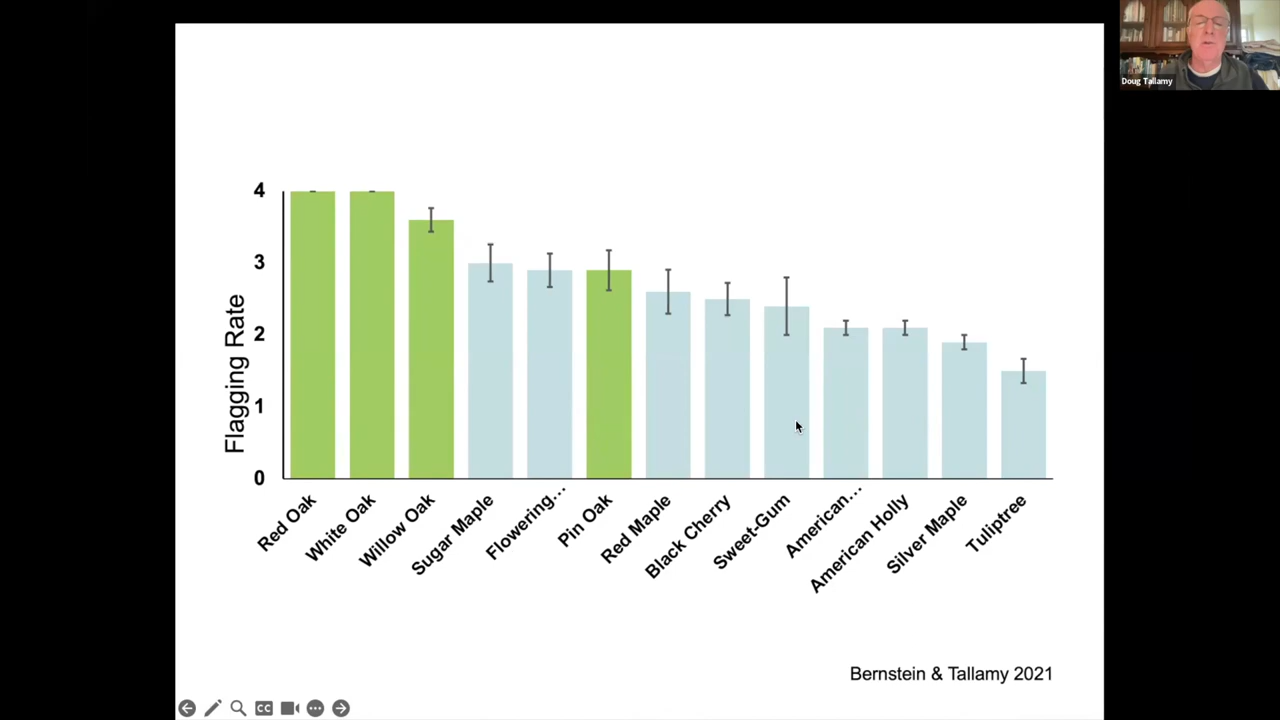 Doug Tallamy
4
3
2
1
0
Flagging Rate
Red Oak
White Oak
Willow Oak
Sugar Maple
Flowering...
Pin Oak
Red Maple
Black Cherry
Sweet-Gum
American...
American Holly
Silver Maple
Tuliptree
Bernstein & Tallamy 2021
CC